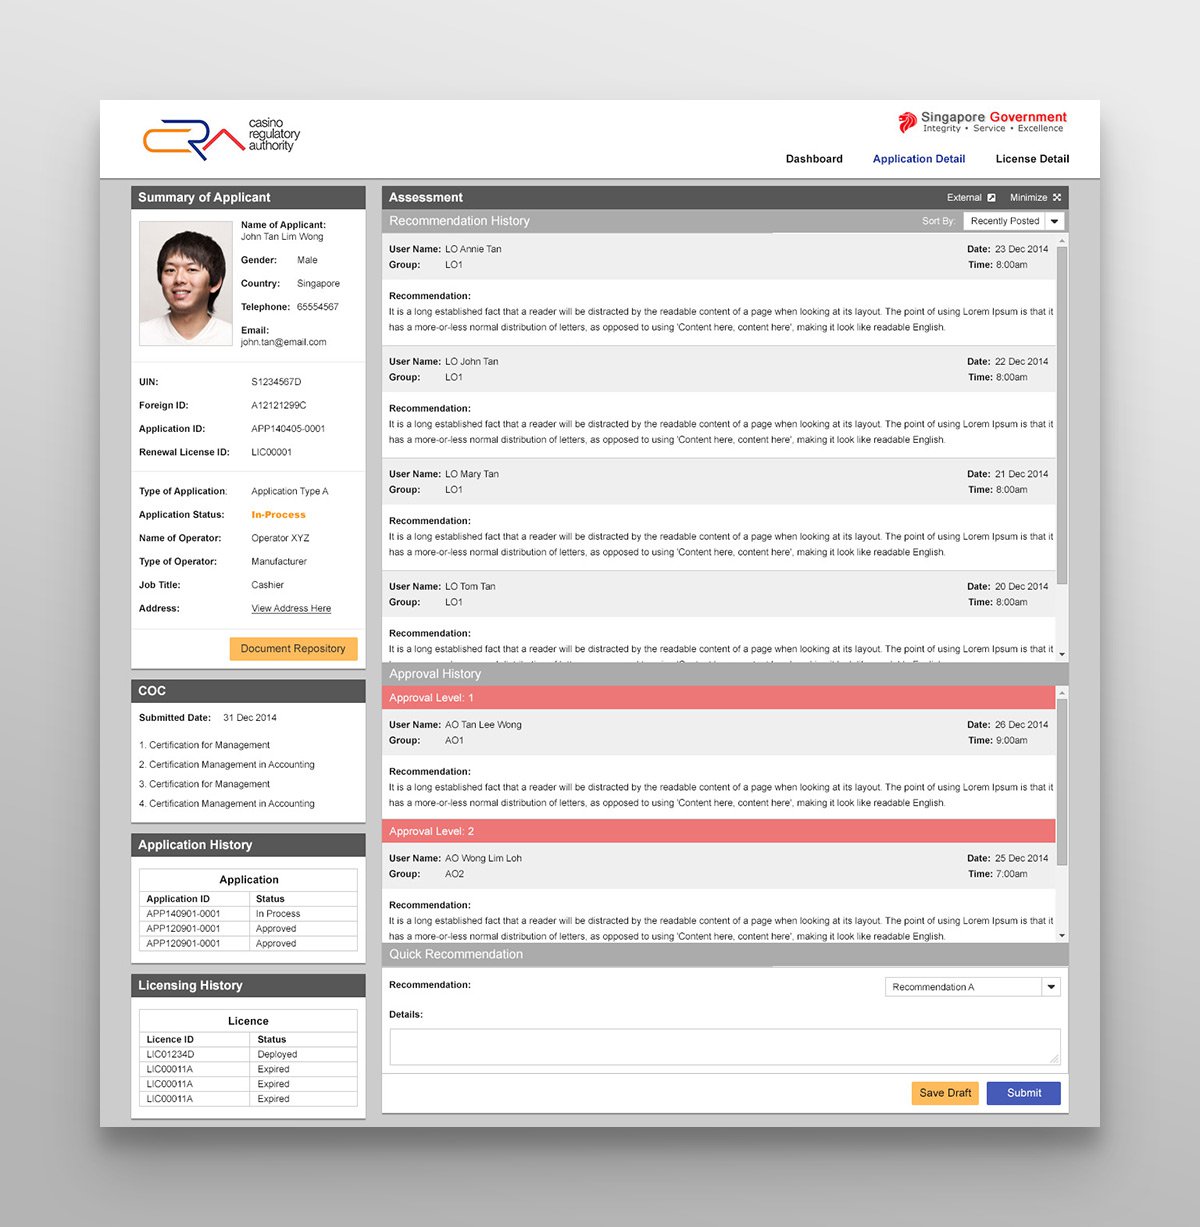 casino
regulatory
authority
Singapore Government
Integrity • Service • Excellence
Dashboard Application Detail License Detail
Summary of Applicant
Name of Applicant:
John Tan Lim Wong
Gender: Male
Country: Singapore
Telephone: 65554567
Email:
john.tan@email.com
UIN: S1234567D
Foreign ID: A12121299C
Application ID: APP140405-0001
Renewal License ID: LIC00001
Type of Application: Application Type A
Application Status: In-Process
Name of Operator: Operator XYZ
Type of Operator: Manufacturer
Job Title: Cashier
Address: View Address Here
Document Repository
COC
Submitted Date: 31 Dec 2014
1. Certification for Management
2. Certification Management in Accounting
3. Certification for Management
4. Certification Management in Accounting
Application History
Application
Application ID Status
APP140901-0001 In Process
APP120901-0001 Approved
APP120901-0001 Approved
Licensing History
Licence
Licence ID Status
LIC01234D Deployed
LIC00011A Expired
LIC00011A Expired
LIC00011A Expired
Assessment External Minimize
Recommendation History Sort By: Recently Posted
User Name: LO Annie Tan Date: 23 Dec 2014
Group: LO1 Time: 8:00am
Recommendation:
It is a long established fact that a reader will be distracted by the readable content of a page when looking at its layout. The point of using Lorem Ipsum is that it
has a more-or-less normal distribution of letters, as opposed to using 'Content here, content here', making it look like readable English.
User Name: LO John Tan Date: 22 Dec 2014
Group: LO1 Time: 8:00am
Recommendation:
It is a long established fact that a reader will be distracted by the readable content of a page when looking at its layout. The point of using Lorem Ipsum is that it
has a more-or-less normal distribution of letters, as opposed to using 'Content here, content here', making it look like readable English.
User Name: LO Mary Tan Date: 21 Dec 2014
Group: LO1 Time: 8:00am
Recommendation:
It is a long established fact that a reader will be distracted by the readable content of a page when looking at its layout. The point of using Lorem Ipsum is that it
has a more-or-less normal distribution of letters, as opposed to using 'Content here, content here', making it look like readable English.
User Name: LO Tom Tan Date: 20 Dec 2014
Group: LO1 Time: 8:00am
Recommendation:
It is a long established fact that a reader will be distracted by the readable content of a page when looking at its layout. The point of using Lorem Ipsum is that it
Approval History
Approval Level: 1
User Name: AO Tan Lee Wong Date: 26 Dec 2014
Group: AO1 Time: 9:00am
Recommendation:
It is a long established fact that a reader will be distracted by the readable content of a page when looking at its layout. The point of using Lorem Ipsum is that it
has a more-or-less normal distribution of letters, as opposed to using 'Content here, content here', making it look like readable English.
Approval Level: 2
User Name: AO Wong Lim Loh Date: 25 Dec 2014
Group: AO2 Time: 7:00am
Recommendation:
It is a long established fact that a reader will be distracted by the readable content of a page when looking at its layout. The point of using Lorem Ipsum is that it
has a more-or-less normal distribution of letters, as opposed to using 'Content here, content here', making it look like readable English.
Quick Recommendation
Recommendation: Recommendation A
Details:
Save Draft Submit